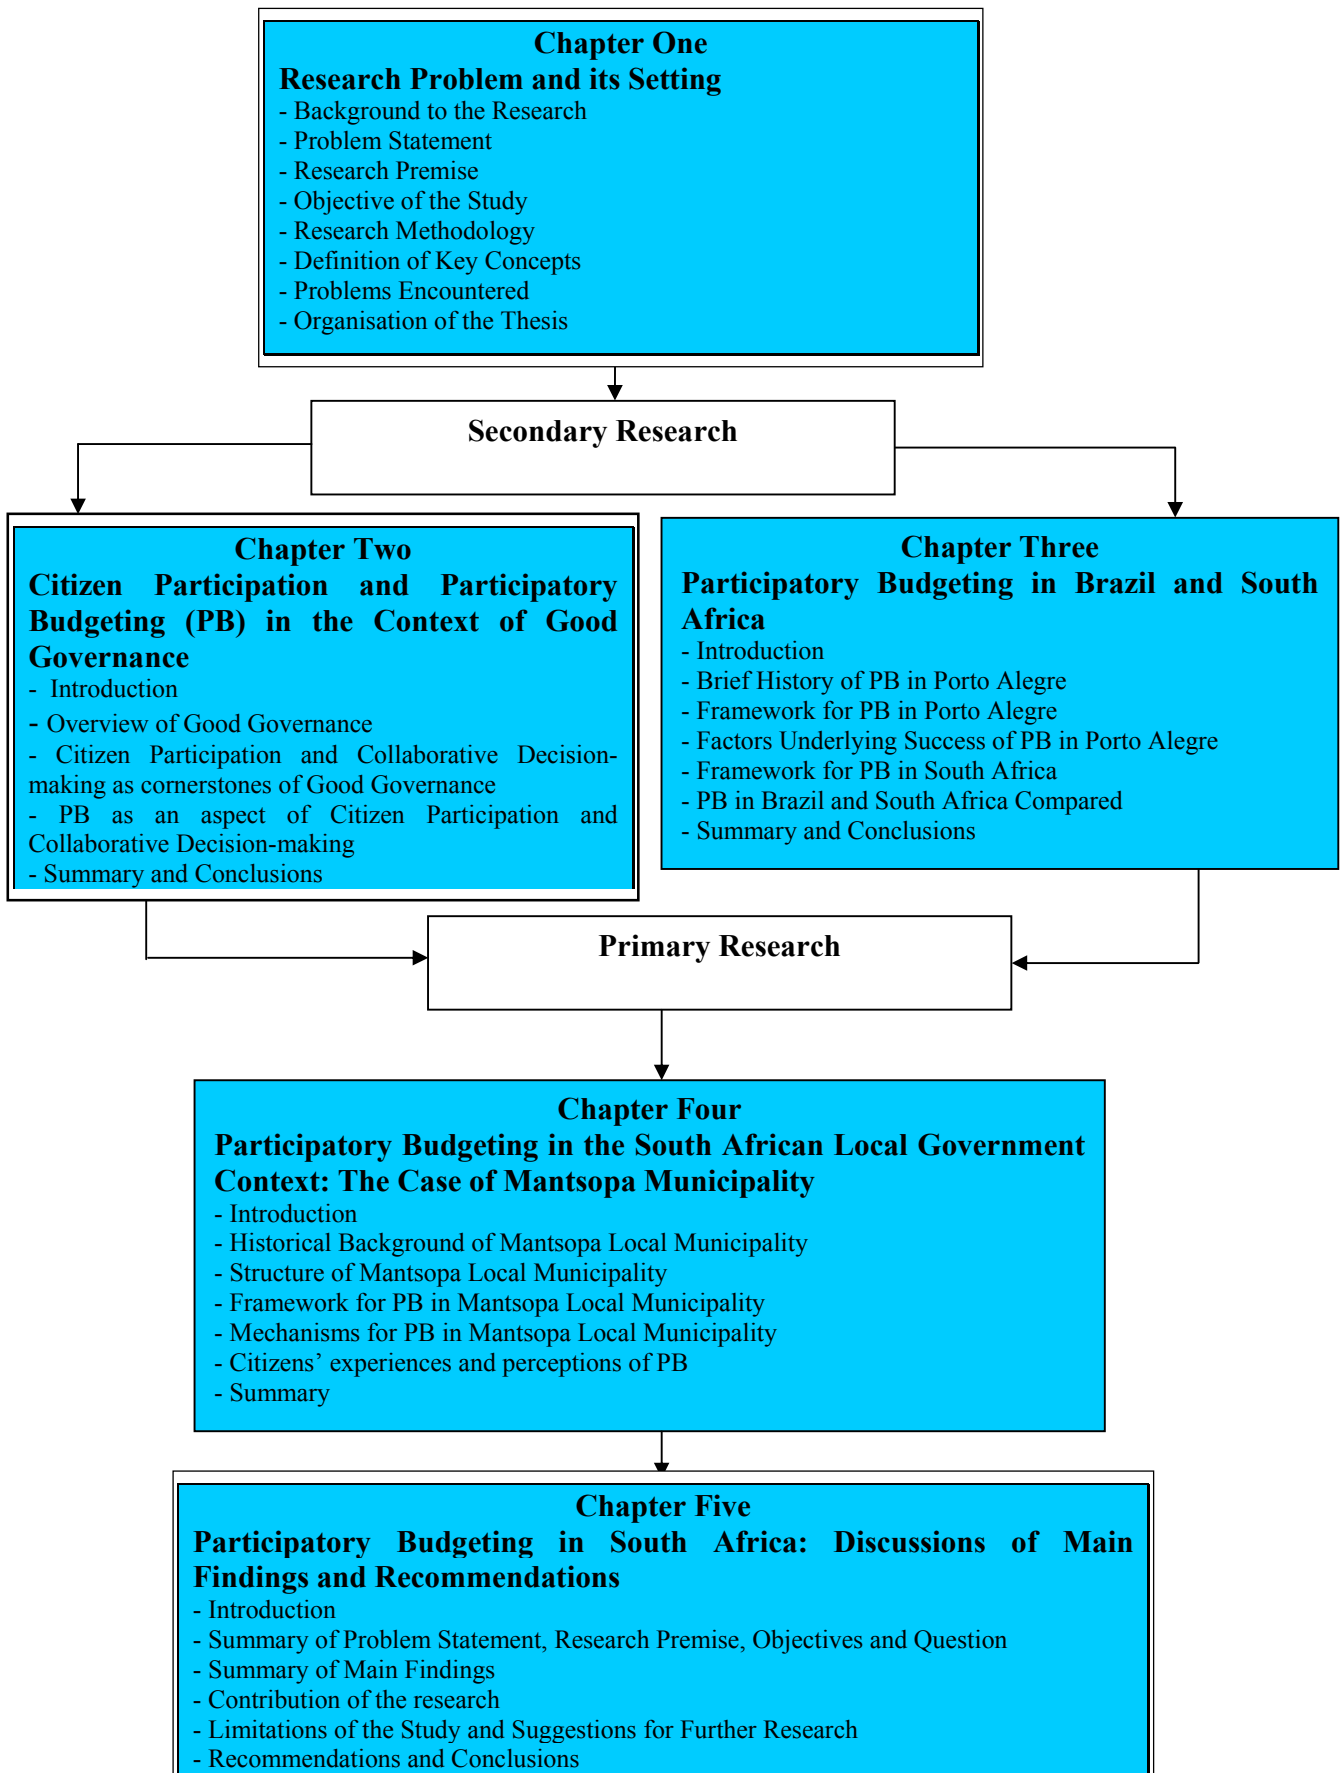 Chapter One
Research Problem and its Setting
- Background to the Research
- Problem Statement
- Research Premise
- Objective of the Study
- Research Methodology
- Definition of Key Concepts
- Problems Encountered
- Organisation of the Thesis
Secondary Research
Chapter Two
Citizen Participation and Participatory
Budgeting (PB) in the Context of Good
Governance
- Introduction
- Overview of Good Governance
- Citizen Participation and Collaborative Decision-
making as cornerstones of Good Governance
- PB as an aspect of Citizen Participation and
Collaborative Decision-making
- Summary and Conclusions
Chapter Three
Participatory Budgeting in Brazil and South
Africa
- Introduction
- Brief History of PB in Porto Alegre
- Framework for PB in Porto Alegre
- Factors Underlying Success of PB in Porto Alegre
- Framework for PB in South Africa
- PB in Brazil and South Africa Compared
- Summary and Conclusions
Primary Research
Chapter Four
Participatory Budgeting in the South African Local Government
Context: The Case of Mantsopa Municipality
- Introduction
- Historical Background of Mantsopa Local Municipality
- Structure of Mantsopa Local Municipality
- Framework for PB in Mantsopa Local Municipality
- Mechanisms for PB in Mantsopa Local Municipality
- Citizens’ experiences and perceptions of PB
- Summary
Chapter Five
Participatory Budgeting in South Africa: Discussions of Main
Findings and Recommendations
- Introduction
- Summary of Problem Statement, Research Premise, Objectives and Question
- Summary of Main Findings
- Contribution of the research
- Limitations of the Study and Suggestions for Further Research
- Recommendations and Conclusions